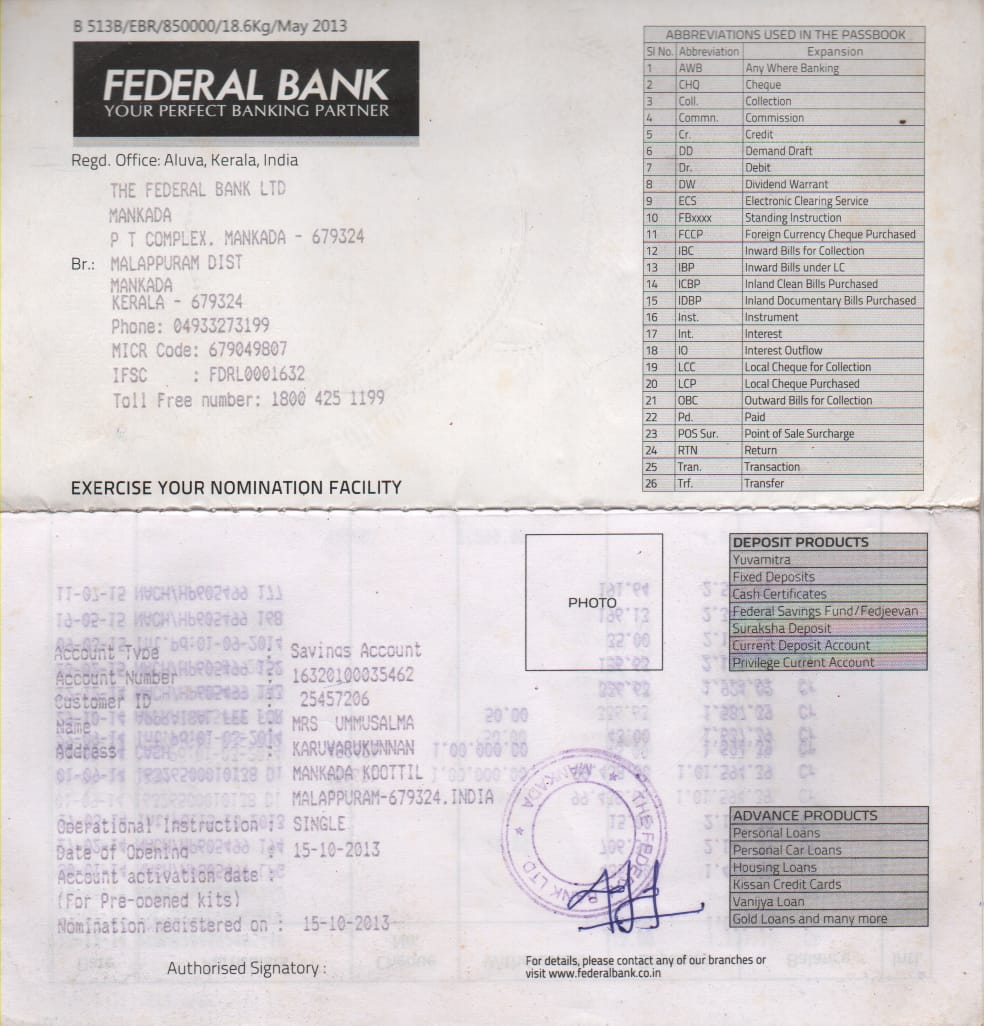 B 513B/EBR/850000/18.6Kg/May 2013
FEDERAL BANK
YOUR PERFECT BANKING PARTNER
Regd. Office: Aluva, Kerala, India
THE FEDERAL BANK LTD
MANKADA
P T COMPLEX. MANKADA - 679324
Br.: MALAPPURAM DIST
MANKADA
KERALA - 679324
Phone: 04933273199
MICR Code: 679049807
IFSC : FDRL0001632
Toll Free number: 1800 425 1199
EXERCISE YOUR NOMINATION FACILITY
ABBREVIATIONS USED IN THE PASSBOOK
Sl No. Abbreviation Expansion
1 AWB Any Where Banking
2 CHQ Cheque
3 Coll. Collection
4 Commn. Commission
5 Cr. Credit
6 DD Demand Draft
7 Dr. Debit
8 DW Dividend Warrant
9 ECS Electronic Clearing Service
10 FBxxxx Standing Instruction
11 FCCP Foreign Currency Cheque Purchased
12 IBC Inward Bills for Collection
13 IBP Inward Bills under LC
14 ICBP Inland Clean Bills Purchased
15 IDBP Inland Documentary Bills Purchased
16 Inst. Instrument
17 Int. Interest
18 IO Interest Outflow
19 LCC Local Cheque for Collection
20 LCP Local Cheque Purchased
21 OBC Outward Bills for Collection
22 Pd. Paid
23 POS Sur. Point of Sale Surcharge
24 RTN Return
25 Tran. Transaction
26 Trf. Transfer
PHOTO
DEPOSIT PRODUCTS
Yuvamitra
Fixed Deposits
Cash Certificates
Federal Savings Fund/Fedjeevan
Suraksha Deposit
Current Deposit Account
Privilege Current Account
Account Type : Savings Account
Account Number : 16320100035462
Customer ID : 25457206
Name : MRS UMMUSALMA
Address : KARUVARUKUNNAN
MANKADA KOOTTIL
MALAPPURAM-679324.INDIA
Operational Instruction : SINGLE
Date of Opening : 15-10-2013
Account activation date :
(For Pre-opened kits)
Nomination registered on : 15-10-2013
THE FEDERAL BANK LTD. * MANKADA *
ADVANCE PRODUCTS
Personal Loans
Personal Car Loans
Housing Loans
Kissan Credit Cards
Vanijya Loan
Gold Loans and many more
Authorised Signatory :
For details, please contact any of our branches or
visit www.federalbank.co.in